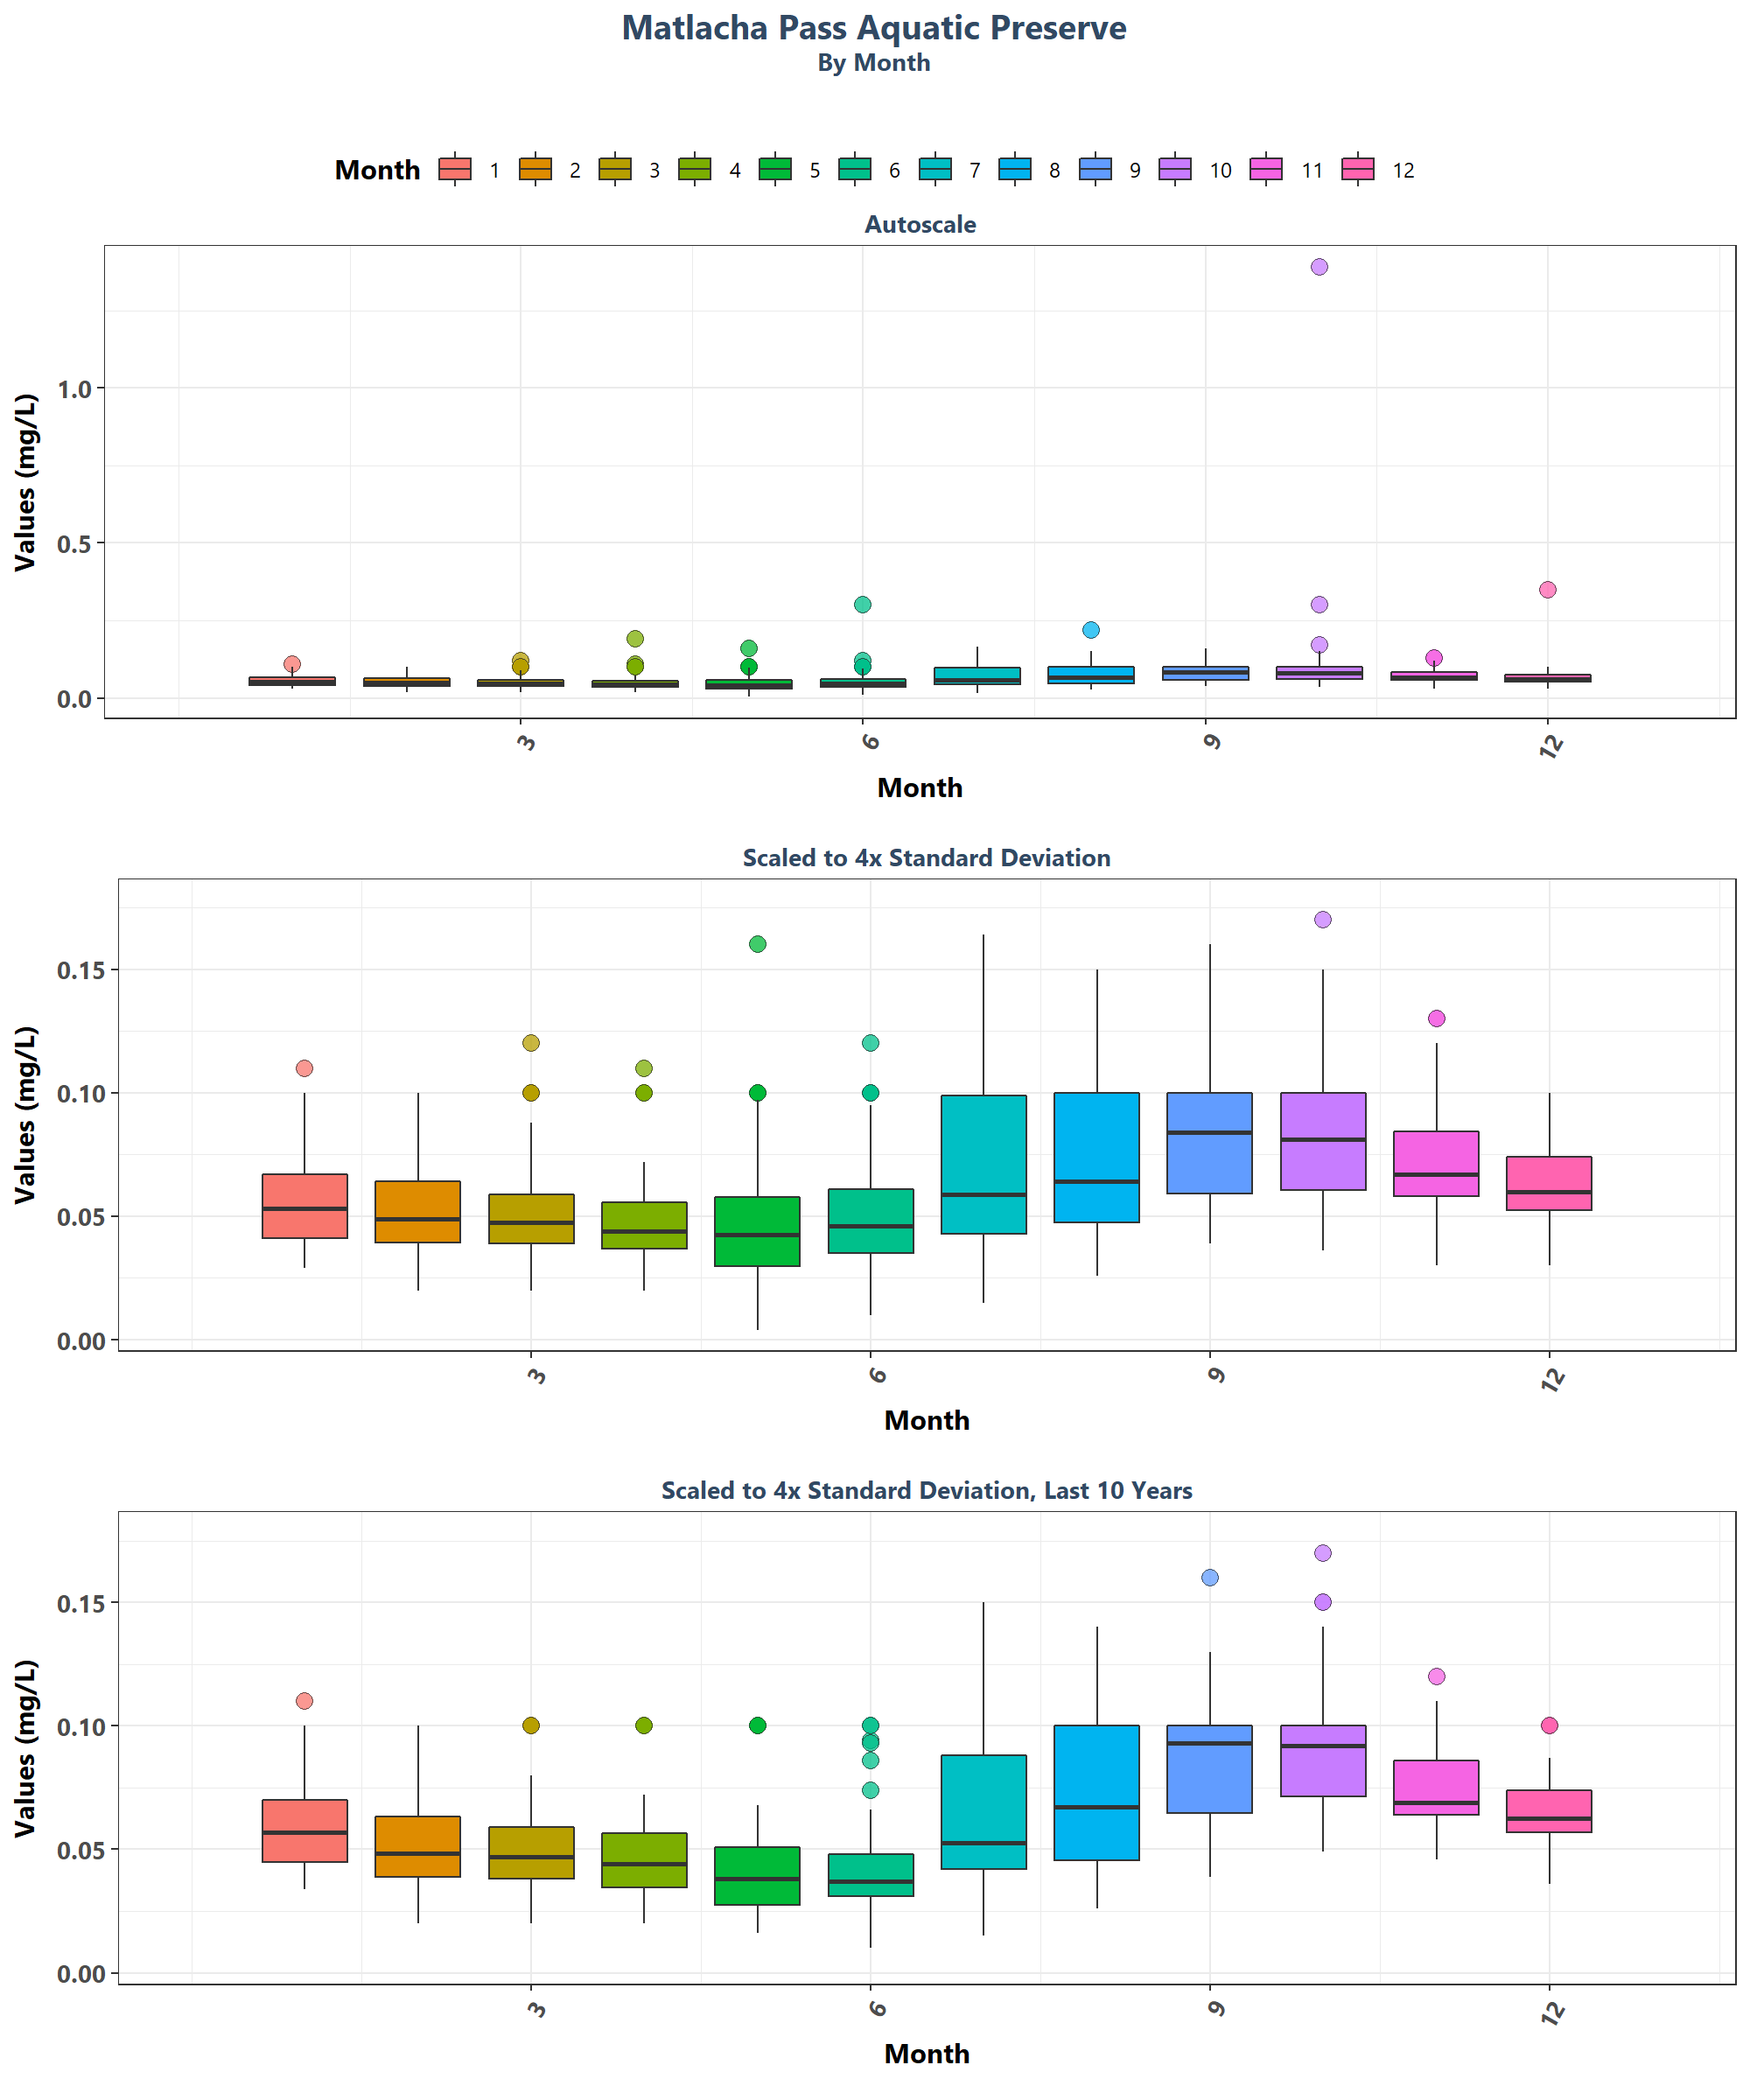 Matlacha Pass Aquatic Preserve
By Month
Month 1 2 3 4 5 6 7 8 9 10 11 12
Autoscale
Values (mg/L)
1.0
0.5
0.0
3 6 9 12
Month
Scaled to 4x Standard Deviation
Values (mg/L)
0.15
0.10
0.05
0.00
3 6 9 12
Month
Scaled to 4x Standard Deviation, Last 10 Years
Values (mg/L)
0.15
0.10
0.05
0.00
3 6 9 12
Month